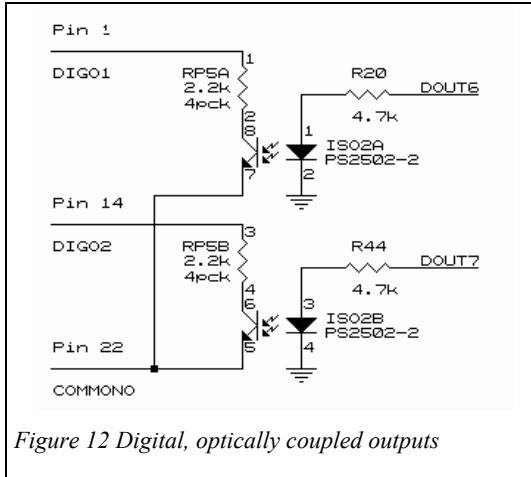 Pin 1
DIGO1
1
RP5A
2.2k
4pck
2
8
7
R20
DOUT6
4.7k
1
ISO2A
PS2502-2
2
Pin 14
DIGO2
3
RP5B
2.2k
4pck
4
6
5
R44
DOUT7
4.7k
3
ISO2B
PS2502-2
4
Pin 22
COMMONO
Figure 12 Digital, optically coupled outputs